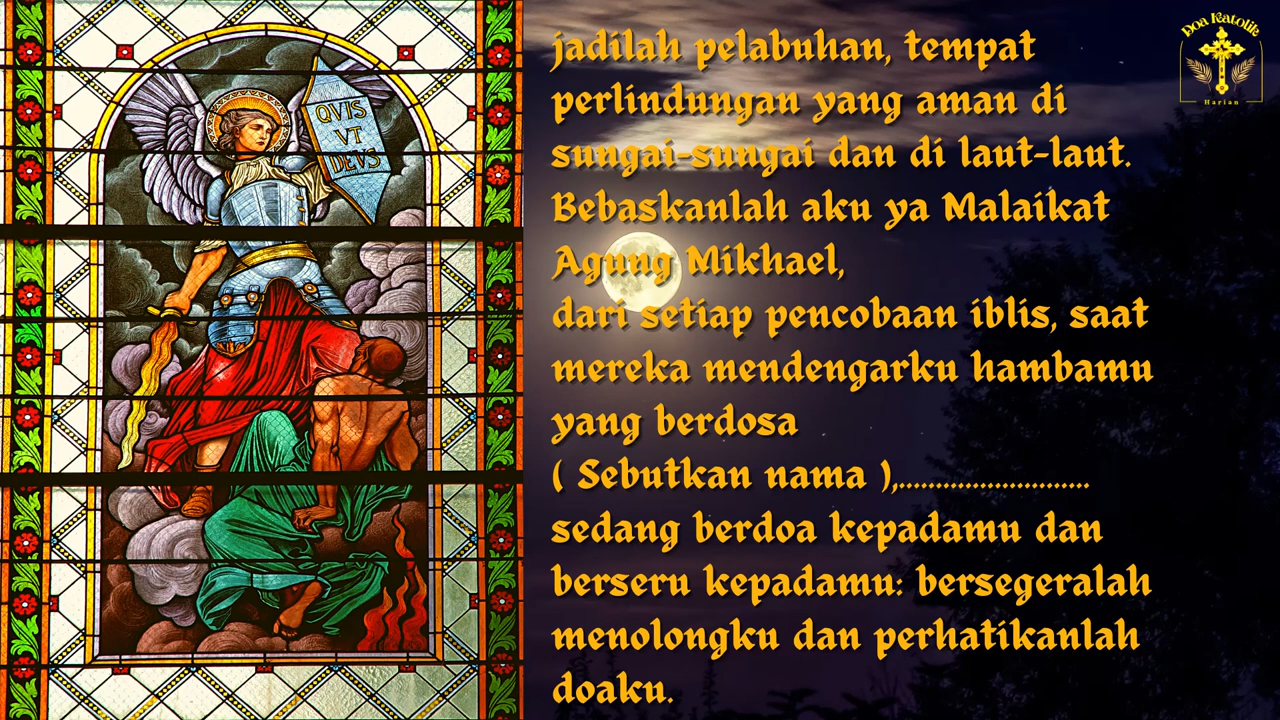 QVIS
VT
DEVS
jadilah pelabuhan, tempat
perlindungan yang aman di
sungai-sungai dan di laut-laut.
Bebaskanlah aku ya Malaikat
Agung Mikhael,
dari setiap pencobaan iblis, saat
mereka mendengarku hambamu
yang berdosa
( Sebutkan nama ),..........................
sedang berdoa kepadamu dan
berseru kepadamu: bersegeralah
menolongku dan perhatikanlah
doaku.
Doa Katolik
Harian